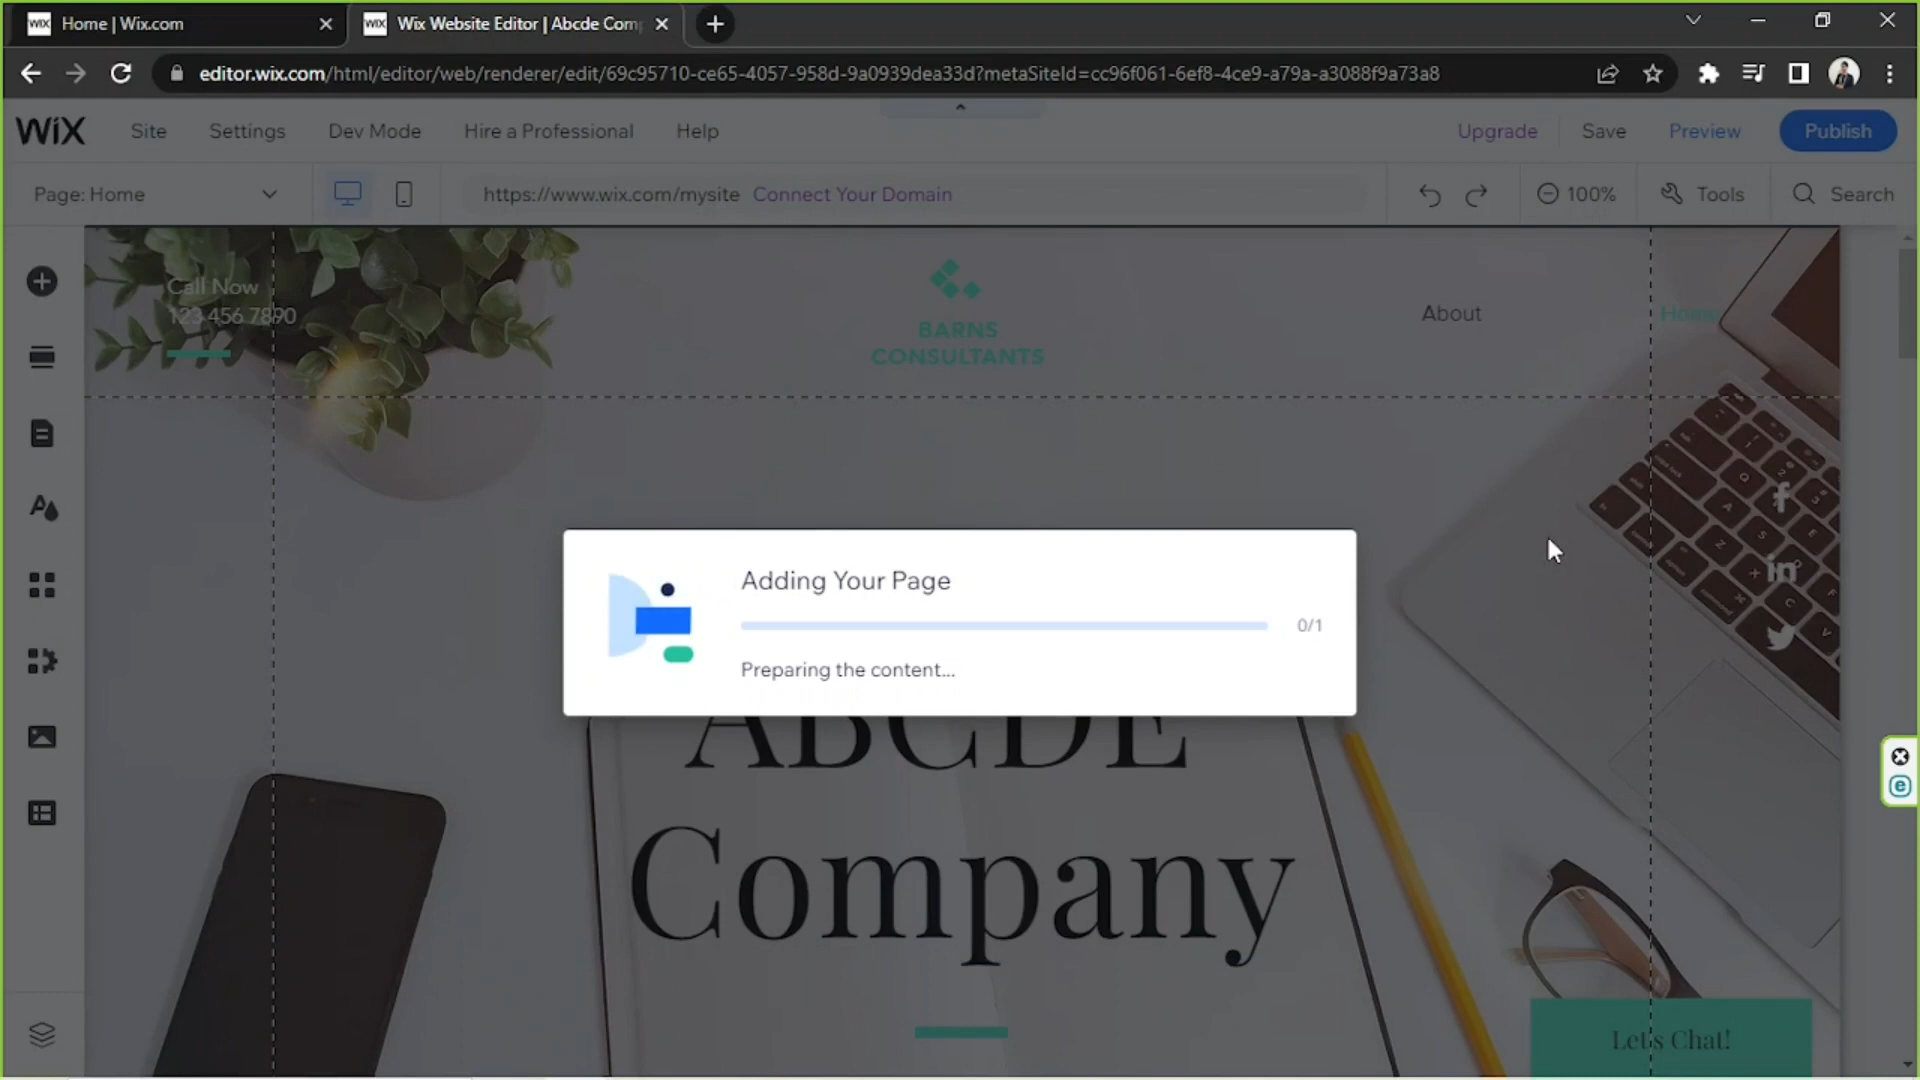 WiX Home | Wix.com
WiX Wix Website Editor | Abcde Com
editor.wix.com/html/editor/web/renderer/edit/69c95710-ce65-4057-958d-9a0939dea33d?metaSiteId=cc96f061-6ef8-4ce9-a79a-a3088f9a73a8
WiX Site Settings Dev Mode Hire a Professional Help Upgrade Save Preview Publish
Page: Home https://www.wix.com/mysite Connect Your Domain 100% Tools Search
Call Now
123 456 7890
BARNS
CONSULTANTS
About Home
Adding Your Page
0/1
Preparing the content...
ABCDE
Company
Let's Chat!